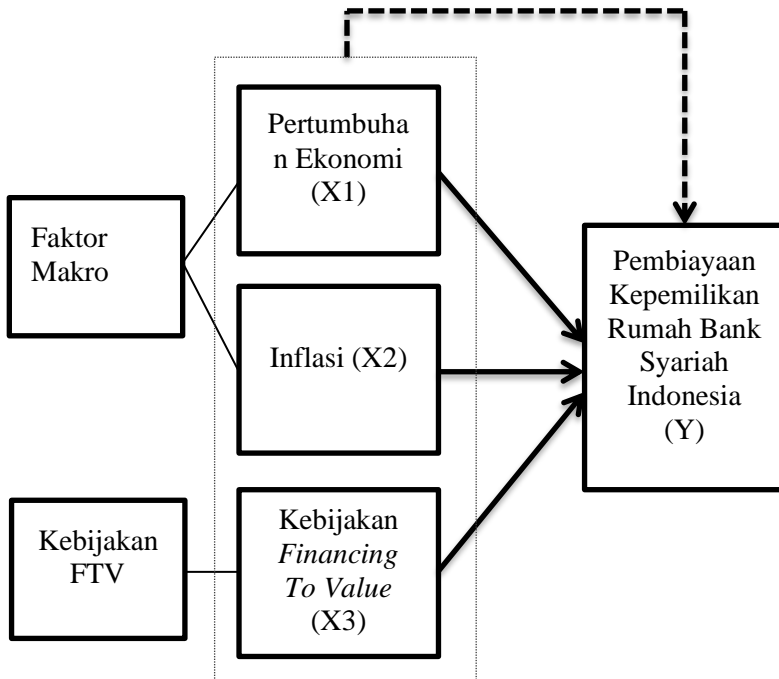 Pertumbuha
n Ekonomi
(X1)
Faktor
Makro
Inflasi (X2)
Pembiayaan
Kepemilikan
Rumah Bank
Syariah
Indonesia
(Y)
Kebijakan
FTV
Kebijakan
Financing
To Value
(X3)